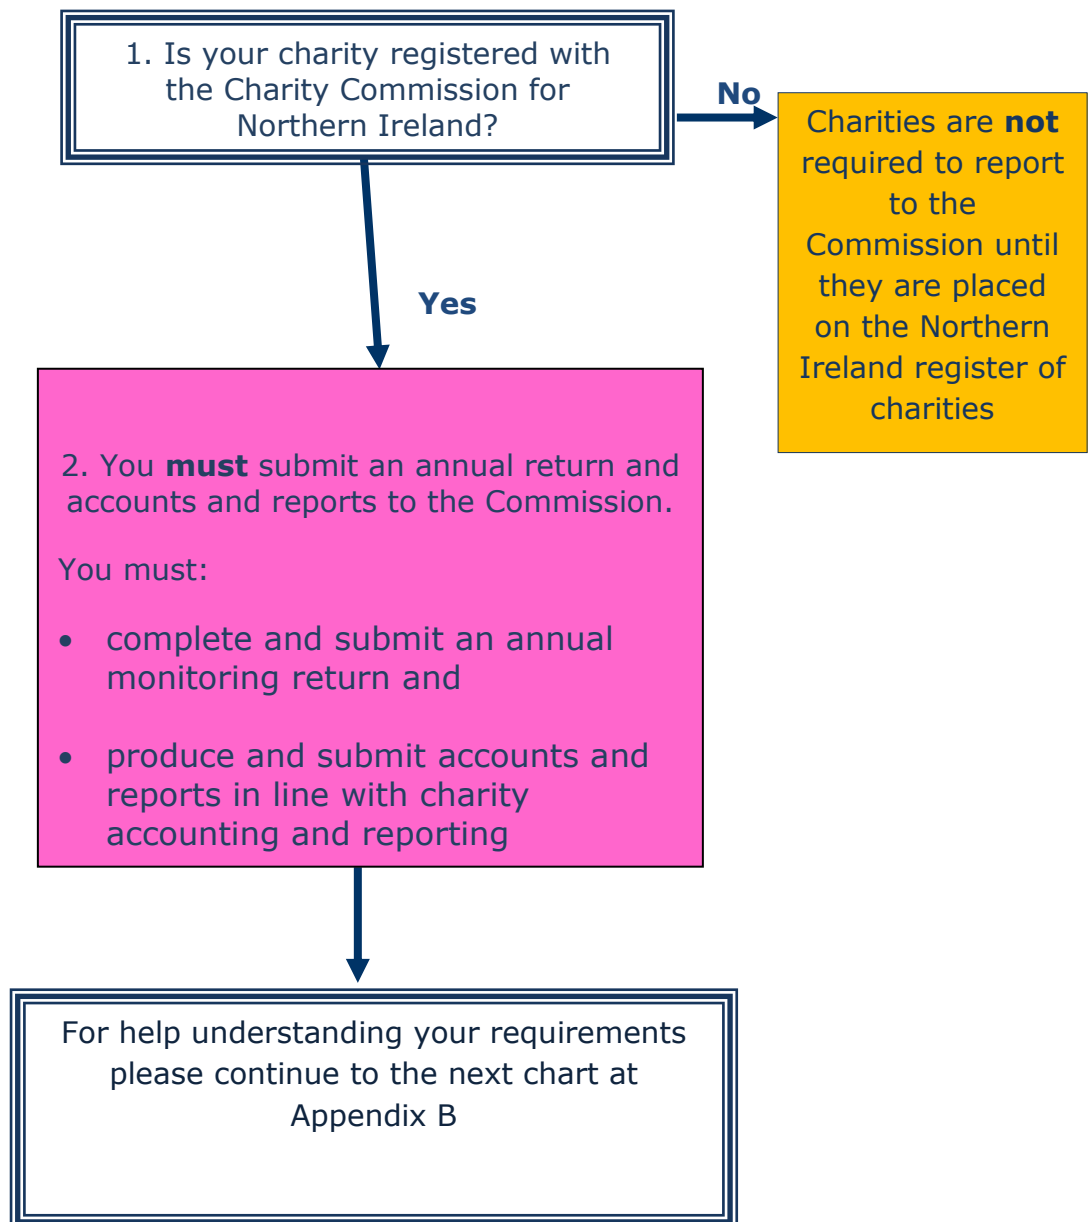 1. Is your charity registered with
the Charity Commission for
Northern Ireland?
No
Charities are not
required to report
to the
Commission until
they are placed
on the Northern
Ireland register of
charities
Yes
2. You must submit an annual return and
accounts and reports to the Commission.
You must:
• complete and submit an annual
monitoring return and
• produce and submit accounts and
reports in line with charity
accounting and reporting
For help understanding your requirements
please continue to the next chart at
Appendix B